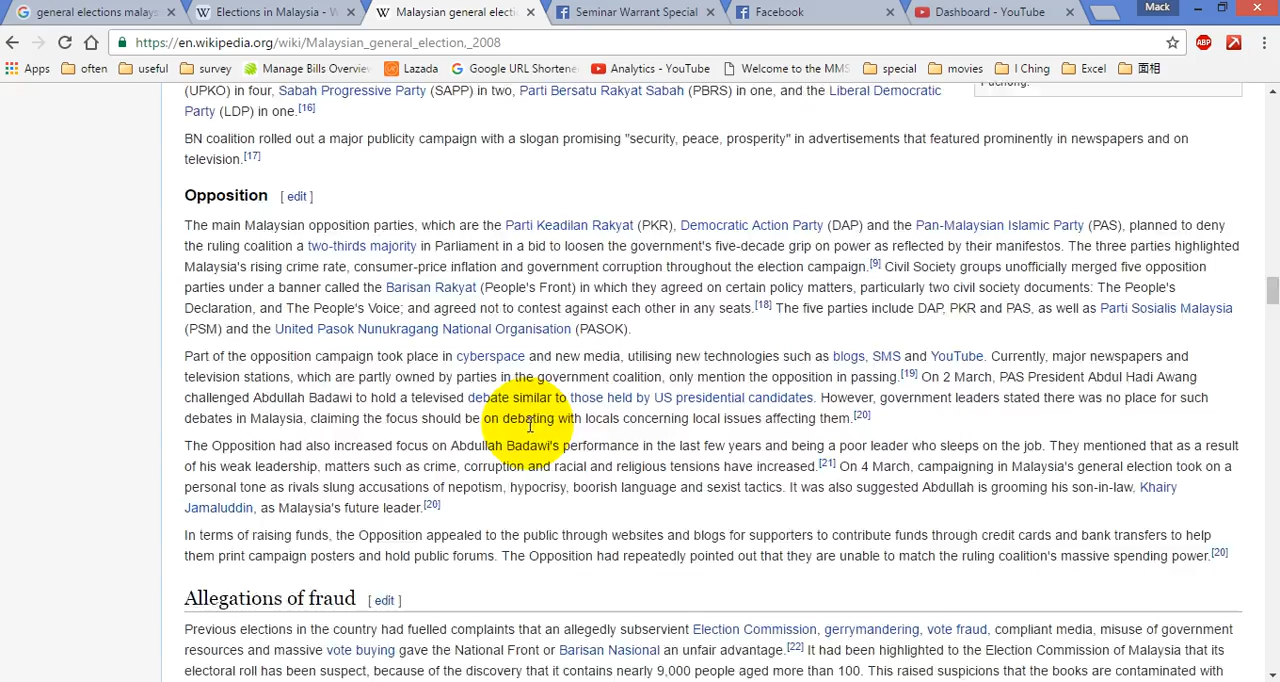 general elections malays
Elections in Malaysia - W
Malaysian general electi
Seminar Warrant Special
Facebook
Dashboard - YouTube
Mack
https://en.wikipedia.org/wiki/Malaysian_general_election,_2008
ABP
Apps often useful survey Manage Bills Overview Lazada Google URL Shortene Analytics - YouTube Welcome to the MMS special movies I Ching Excel 面相
(UPKO) in four, Sabah Progressive Party (SAPP) in two, Parti Bersatu Rakyat Sabah (PBRS) in one, and the Liberal Democratic
Party (LDP) in one.[16]
BN coalition rolled out a major publicity campaign with a slogan promising "security, peace, prosperity" in advertisements that featured prominently in newspapers and on
television.[17]
Opposition [ edit ]
The main Malaysian opposition parties, which are the Parti Keadilan Rakyat (PKR), Democratic Action Party (DAP) and the Pan-Malaysian Islamic Party (PAS), planned to deny
the ruling coalition a two-thirds majority in Parliament in a bid to loosen the government's five-decade grip on power as reflected by their manifestos. The three parties highlighted
Malaysia's rising crime rate, consumer-price inflation and government corruption throughout the election campaign.[9] Civil Society groups unofficially merged five opposition
parties under a banner called the Barisan Rakyat (People's Front) in which they agreed on certain policy matters, particularly two civil society documents: The People's
Declaration, and The People's Voice; and agreed not to contest against each other in any seats.[18] The five parties include DAP, PKR and PAS, as well as Parti Sosialis Malaysia
(PSM) and the United Pasok Nunukragang National Organisation (PASOK).
Part of the opposition campaign took place in cyberspace and new media, utilising new technologies such as blogs, SMS and YouTube. Currently, major newspapers and
television stations, which are partly owned by parties in the government coalition, only mention the opposition in passing.[19] On 2 March, PAS President Abdul Hadi Awang
challenged Abdullah Badawi to hold a televised debate similar to those held by US presidential candidates. However, government leaders stated there was no place for such
debates in Malaysia, claiming the focus should be on debating with locals concerning local issues affecting them.[20]
The Opposition had also increased focus on Abdullah Badawi's performance in the last few years and being a poor leader who sleeps on the job. They mentioned that as a result
of his weak leadership, matters such as crime, corruption and racial and religious tensions have increased.[21] On 4 March, campaigning in Malaysia's general election took on a
personal tone as rivals slung accusations of nepotism, hypocrisy, boorish language and sexist tactics. It was also suggested Abdullah is grooming his son-in-law, Khairy
Jamaluddin, as Malaysia's future leader.[20]
In terms of raising funds, the Opposition appealed to the public through websites and blogs for supporters to contribute funds through credit cards and bank transfers to help
them print campaign posters and hold public forums. The Opposition had repeatedly pointed out that they are unable to match the ruling coalition's massive spending power.[20]
Allegations of fraud [ edit ]
Previous elections in the country had fuelled complaints that an allegedly subservient Election Commission, gerrymandering, vote fraud, compliant media, misuse of government
resources and massive vote buying gave the National Front or Barisan Nasional an unfair advantage.[22] It had been highlighted to the Election Commission of Malaysia that its
electoral roll has been suspect, because of the discovery that it contains nearly 9,000 people aged more than 100. This raised suspicions that the books are contaminated with